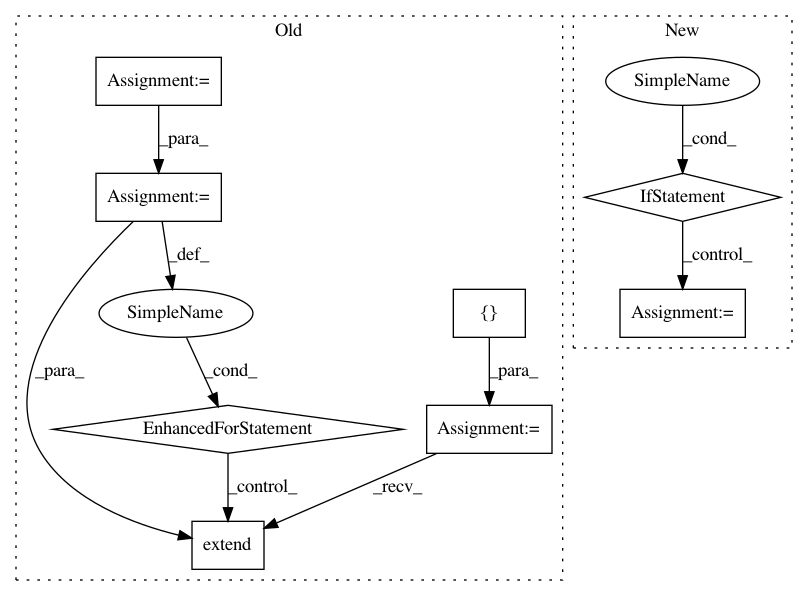 Old
New
Assignment:=
SimpleName
_para_
_cond_
Assignment:=
IfStatement
_def_
_control_
SimpleName
{}
Assignment:=
_para_
_cond_
_para_
EnhancedForStatement
Assignment:=
_control_
_recv_
extend